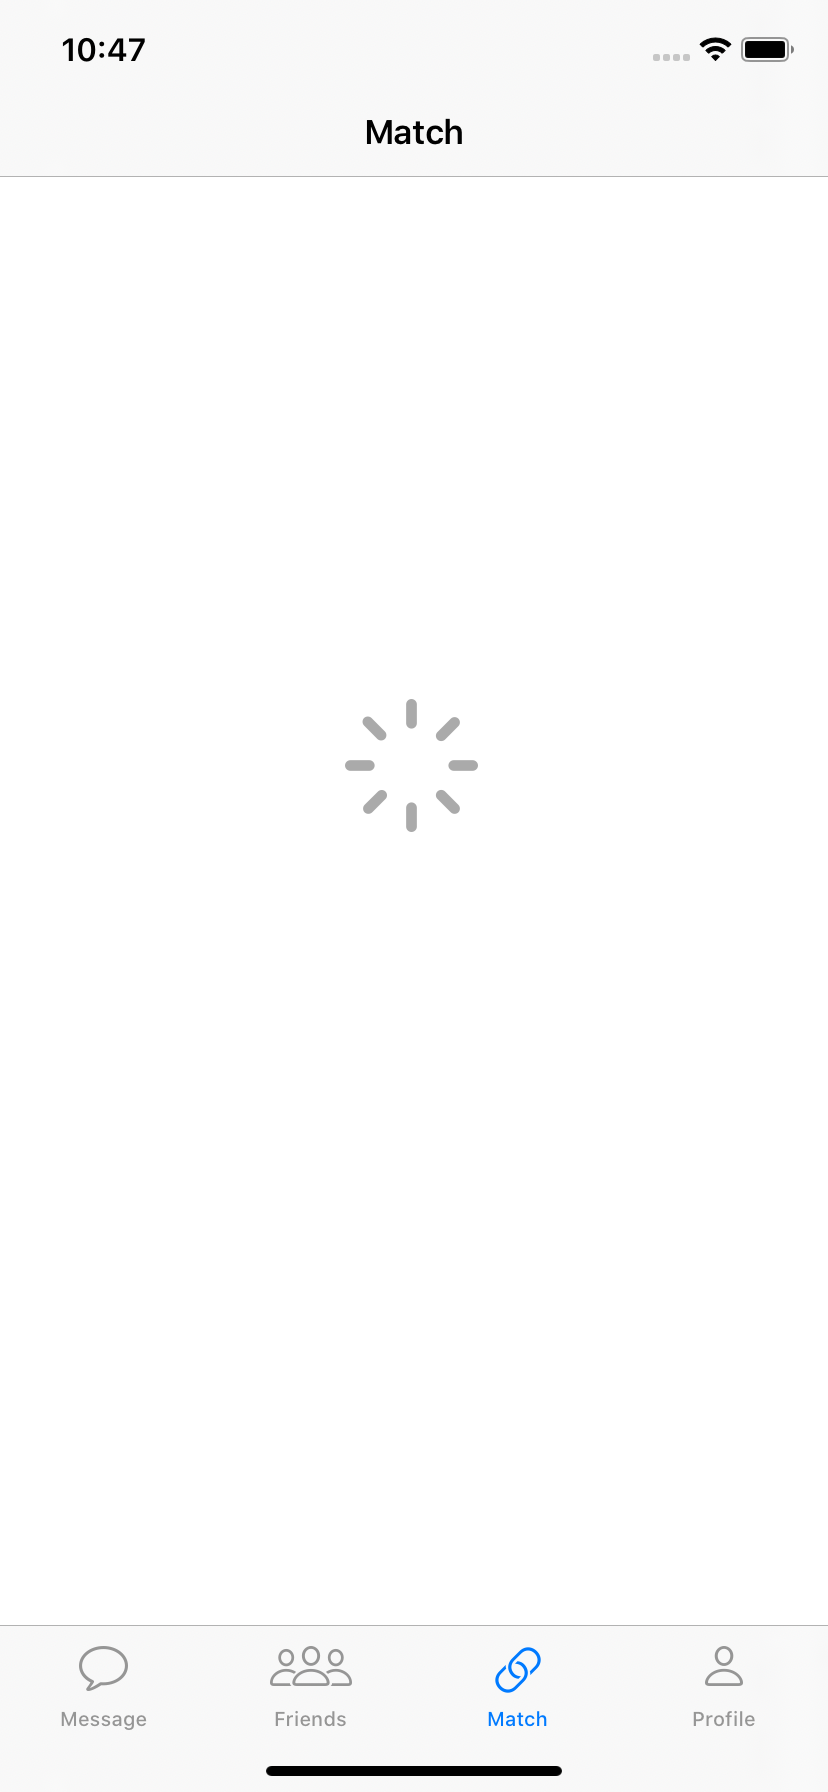 10:47
Match
Message
Friends
Match
Profile